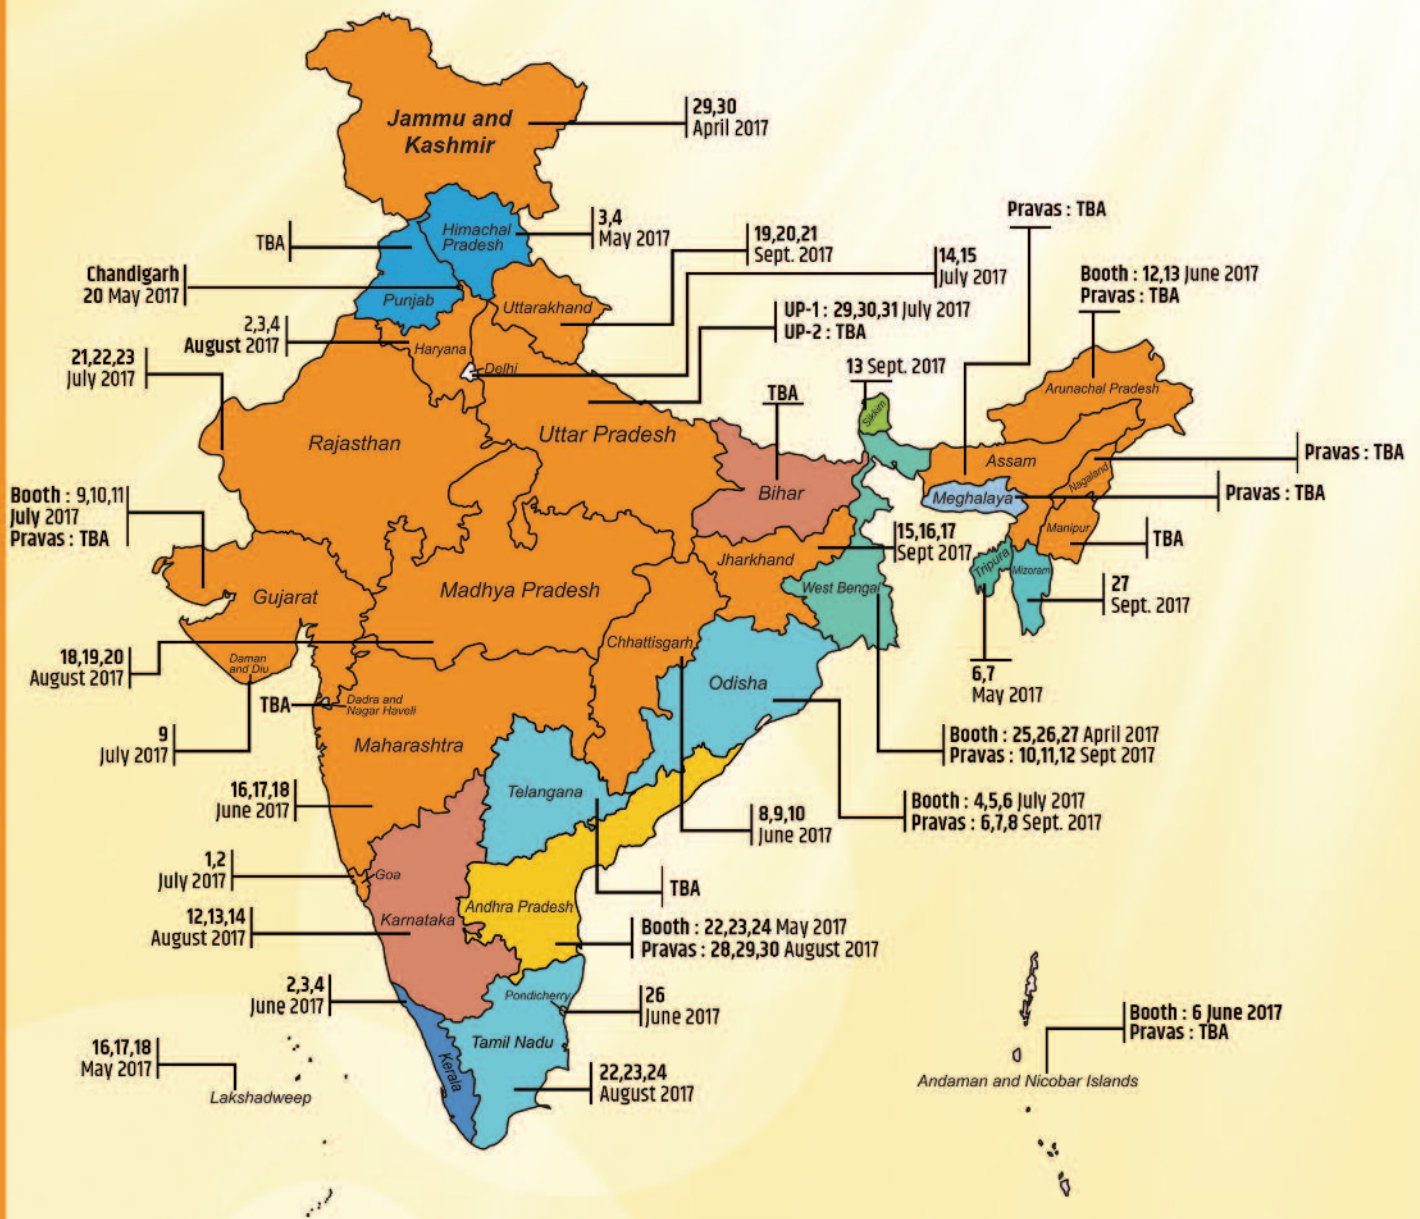 Jammu and
Kashmir
29,30
April 2017
Himachal
Pradesh
3,4
May 2017
TBA
Punjab
Chandigarh
20 May 2017
Uttarakhand
19,20,21
Sept. 2017
14,15
July 2017
UP-1 : 29,30,31 July 2017
UP-2 : TBA
Pravas : TBA
Booth : 12,13 June 2017
Pravas : TBA
2,3,4
August 2017
Haryana
Delhi
21,22,23
July 2017
Rajasthan
Uttar Pradesh
TBA
Bihar
13 Sept. 2017
Sikkim
Arunachal Pradesh
Assam
Nagaland
Pravas : TBA
Meghalaya
Pravas : TBA
Manipur
TBA
Booth : 9,10,11
July 2017
Pravas : TBA
Gujarat
Madhya Pradesh
Jharkhand
15,16,17
Sept 2017
West Bengal
Tripura
Mizoram
27
Sept. 2017
6,7
May 2017
Chhattisgarh
Odisha
18,19,20
August 2017
Daman
and Diu
TBA
Dadra and
Nagar Haveli
9
July 2017
Maharashtra
Telangana
Booth : 25,26,27 April 2017
Pravas : 10,11,12 Sept 2017
Booth : 4,5,6 July 2017
Pravas : 6,7,8 Sept. 2017
16,17,18
June 2017
8,9,10
June 2017
1,2
July 2017
Goa
TBA
12,13,14
August 2017
Karnataka
Andhra Pradesh
Booth : 22,23,24 May 2017
Pravas : 28,29,30 August 2017
2,3,4
June 2017
Pondicherry
26
June 2017
Tamil Nadu
Kerala
22,23,24
August 2017
16,17,18
May 2017
Lakshadweep
Booth : 6 June 2017
Pravas : TBA
Andaman and Nicobar Islands